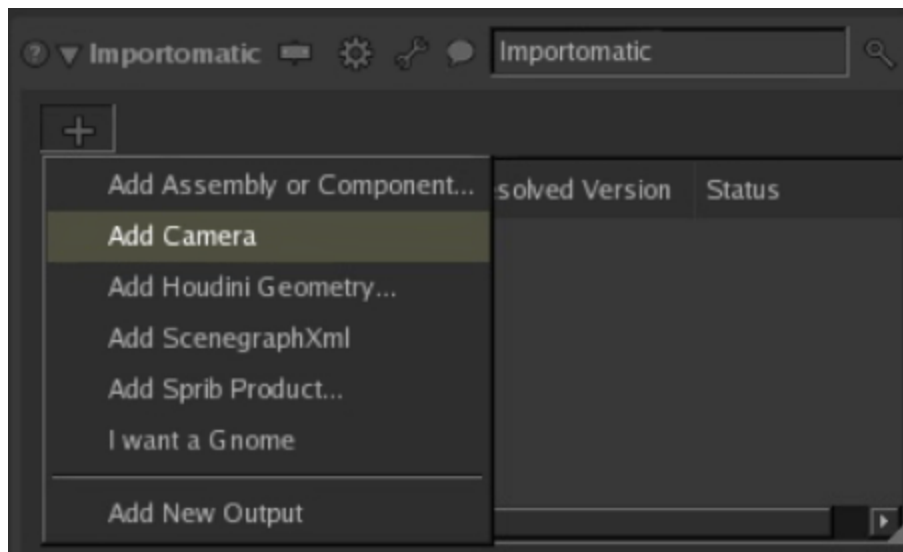 ? Importomatic Importomatic
+
Add Assembly or Component... solved Version Status
Add Camera
Add Houdini Geometry...
Add ScenegraphXml
Add Sprib Product...
I want a Gnome
Add New Output